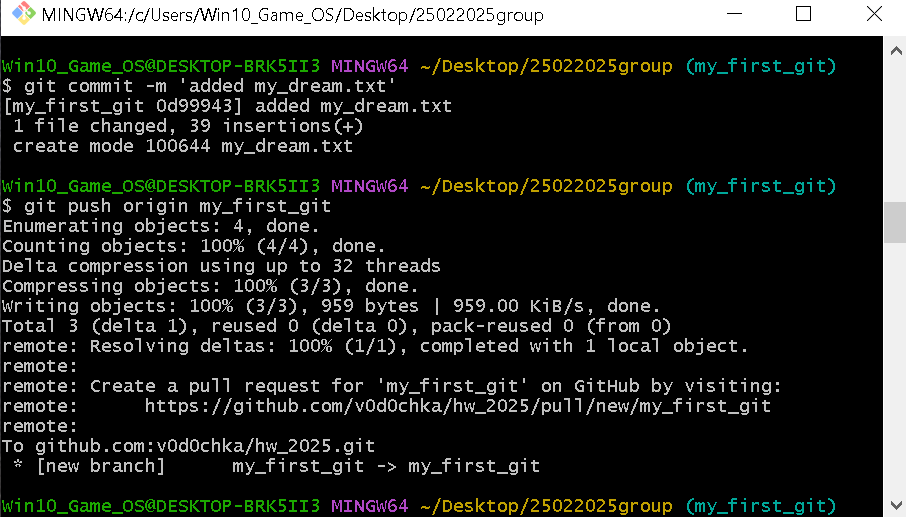 MINGW64:/c/Users/Win10_Game_OS/Desktop/25022025group
Win10_Game_OS@DESKTOP-BRK5II3 MINGW64 ~/Desktop/25022025group (my_first_git)
$ git commit -m 'added my_dream.txt'
[my_first_git 0d99943] added my_dream.txt
 1 file changed, 39 insertions(+)
 create mode 100644 my_dream.txt
Win10_Game_OS@DESKTOP-BRK5II3 MINGW64 ~/Desktop/25022025group (my_first_git)
$ git push origin my_first_git
Enumerating objects: 4, done.
Counting objects: 100% (4/4), done.
Delta compression using up to 32 threads
Compressing objects: 100% (3/3), done.
Writing objects: 100% (3/3), 959 bytes | 959.00 KiB/s, done.
Total 3 (delta 1), reused 0 (delta 0), pack-reused 0 (from 0)
remote: Resolving deltas: 100% (1/1), completed with 1 local object.
remote:
remote: Create a pull request for 'my_first_git' on GitHub by visiting:
remote:      https://github.com/v0d0chka/hw_2025/pull/new/my_first_git
remote:
To github.com:v0d0chka/hw_2025.git
 * [new branch]      my_first_git -> my_first_git
Win10_Game_OS@DESKTOP-BRK5II3 MINGW64 ~/Desktop/25022025group (my_first_git)